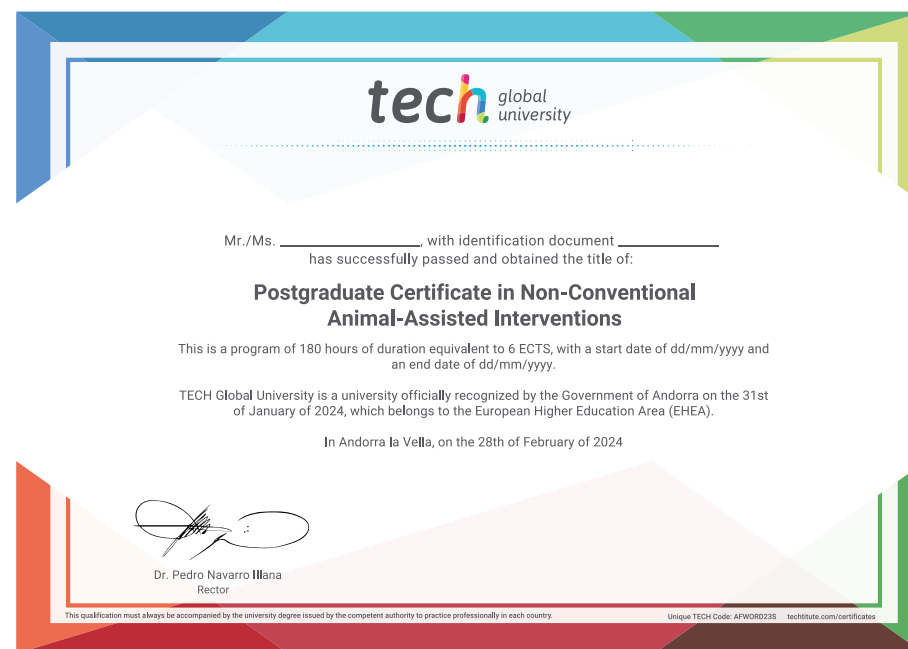 tech global university
Mr./Ms. ____________________, with identification document ______________
has successfully passed and obtained the title of:
Postgraduate Certificate in Non-Conventional
Animal-Assisted Interventions
This is a program of 180 hours of duration equivalent to 6 ECTS, with a start date of dd/mm/yyyy and
an end date of dd/mm/yyyy.
TECH Global University is a university officially recognized by the Government of Andorra on the 31st
of January of 2024, which belongs to the European Higher Education Area (EHEA).
In Andorra la Vella, on the 28th of February of 2024
Dr. Pedro Navarro Illana
Rector
This qualification must always be accompanied by the university degree issued by the competent authority to practice professionally in each country.
Unique TECH Code: AFWORD23S techtitute.com/certificates